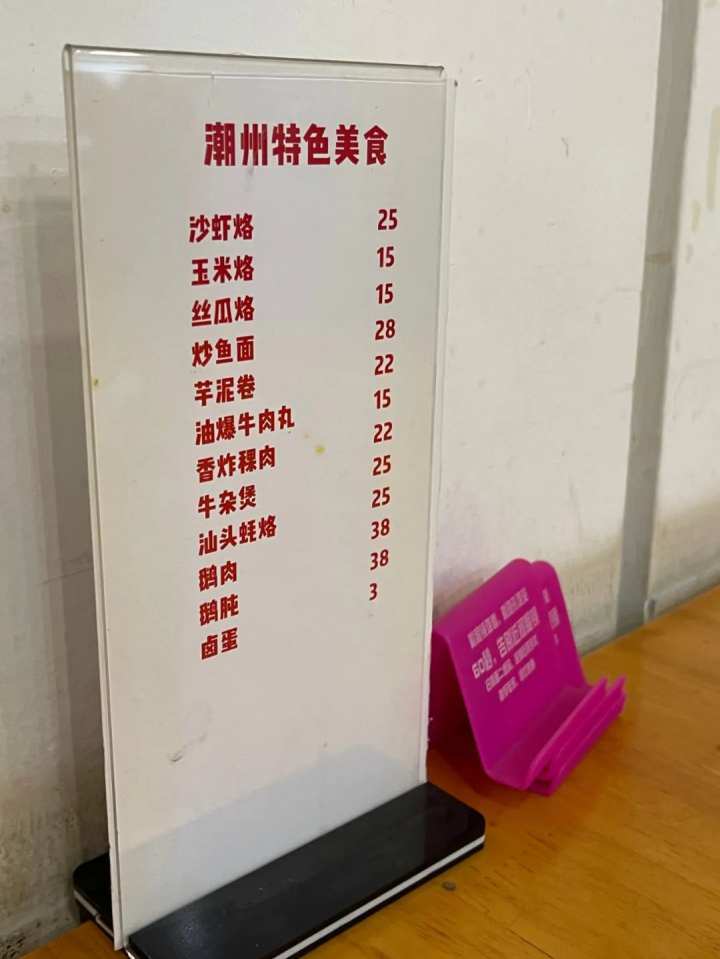 潮州特色美食
沙虾烙 25
玉米烙 15
丝瓜烙 15
炒鱼面 28
芋泥卷 22
油爆牛肉丸 15
香炸粿肉 22
牛杂煲 25
汕头蚝烙 25
鹅肉 38
鹅肫 38
卤蛋 3